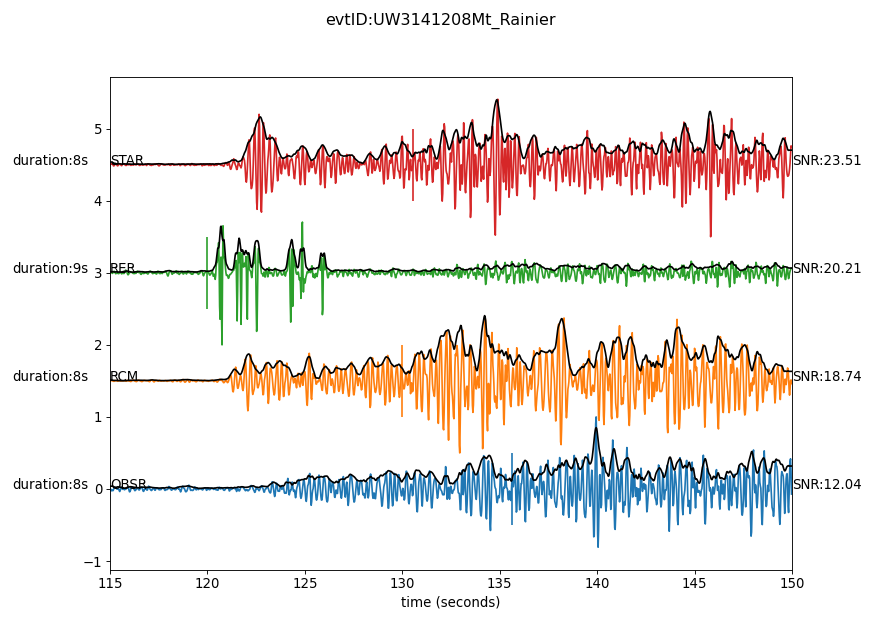 evtID:UW3141208Mt_Rainier
5
duration:8s STAR SNR:23.51
4
duration:9s RER SNR:20.21
3
2
duration:8s RCM SNR:18.74
1
duration:8s OBSR SNR:12.04
0
−1
115 120 125 130 135 140 145 150
time (seconds)